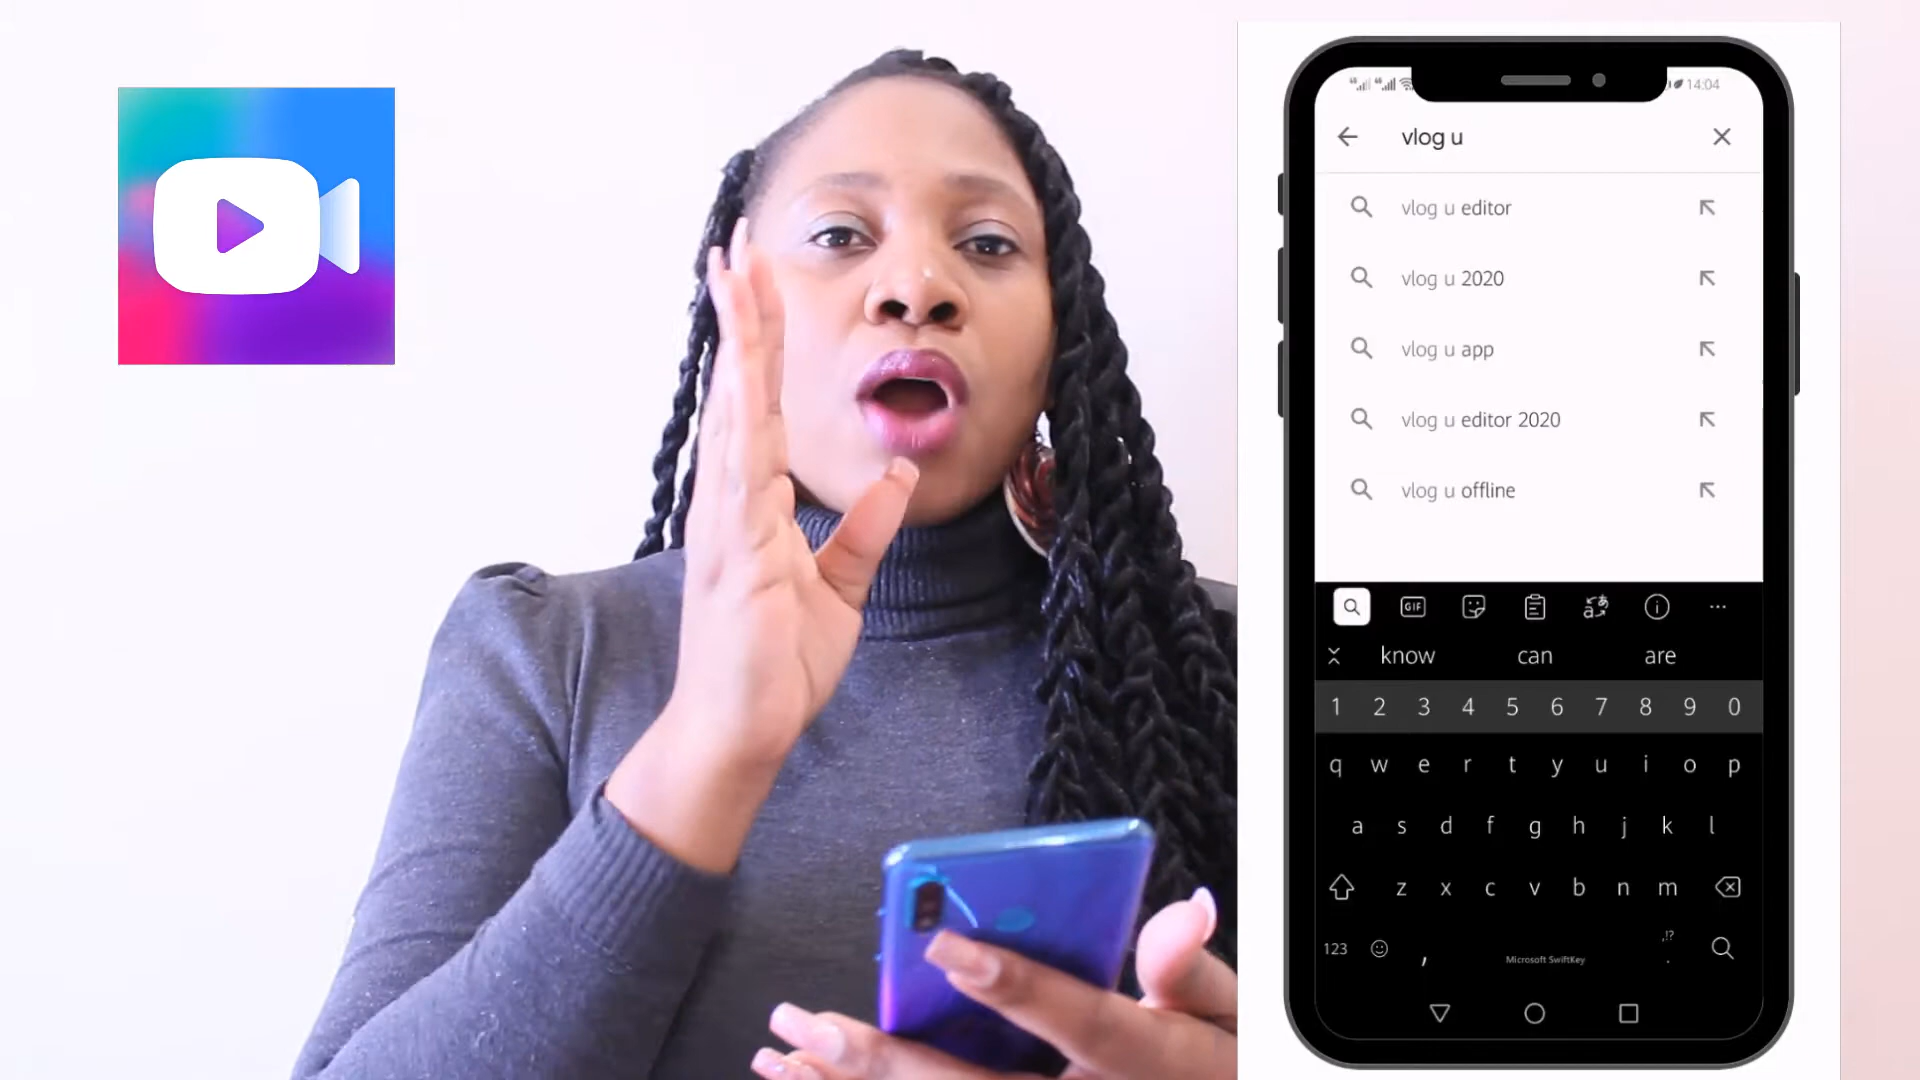 14:04
vlog u
vlog u editor
vlog u 2020
vlog u app
vlog u editor 2020
vlog u offline
GIF
know can are
1 2 3 4 5 6 7 8 9 0
q w e r t y u i o p
a s d f g h j k l
z x c v b n m
123 , Microsoft SwiftKey ,!? .